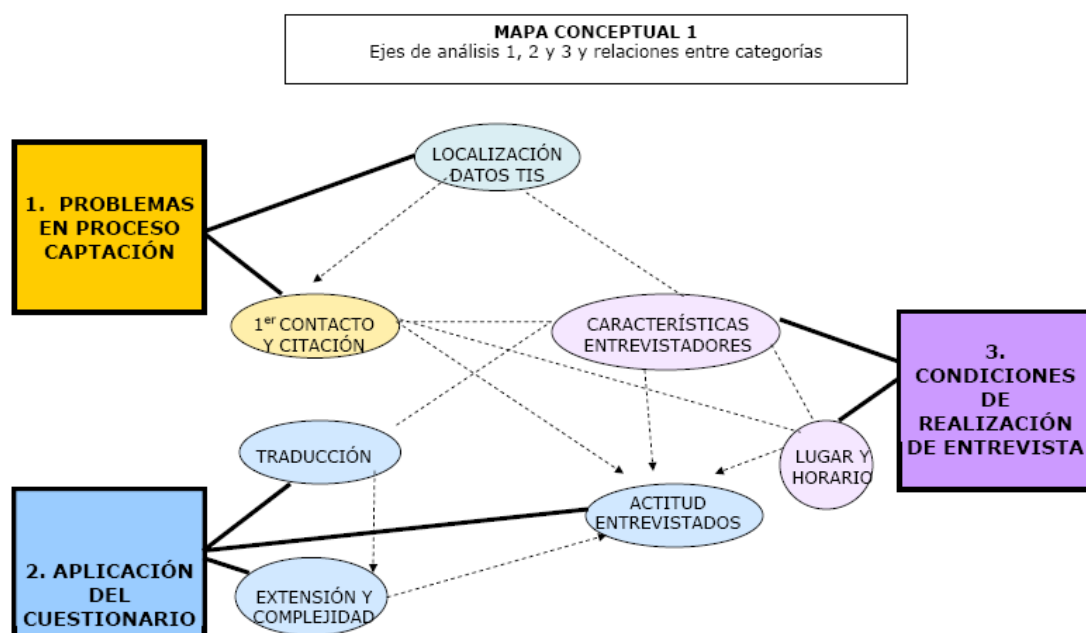 MAPA CONCEPTUAL 1
Ejes de análisis 1, 2 y 3 y relaciones entre categorías
LOCALIZACIÓN
DATOS TIS
1. PROBLEMAS
EN PROCESO
CAPTACIÓN
1er CONTACTO
Y CITACIÓN
CARACTERÍSTICAS
ENTREVISTADORES
3.
CONDICIONES
DE
REALIZACIÓN
DE ENTREVISTA
TRADUCCIÓN
LUGAR Y
HORARIO
ACTITUD
ENTREVISTADOS
2. APLICACIÓN
DEL
CUESTIONARIO
EXTENSIÓN Y
COMPLEJIDAD